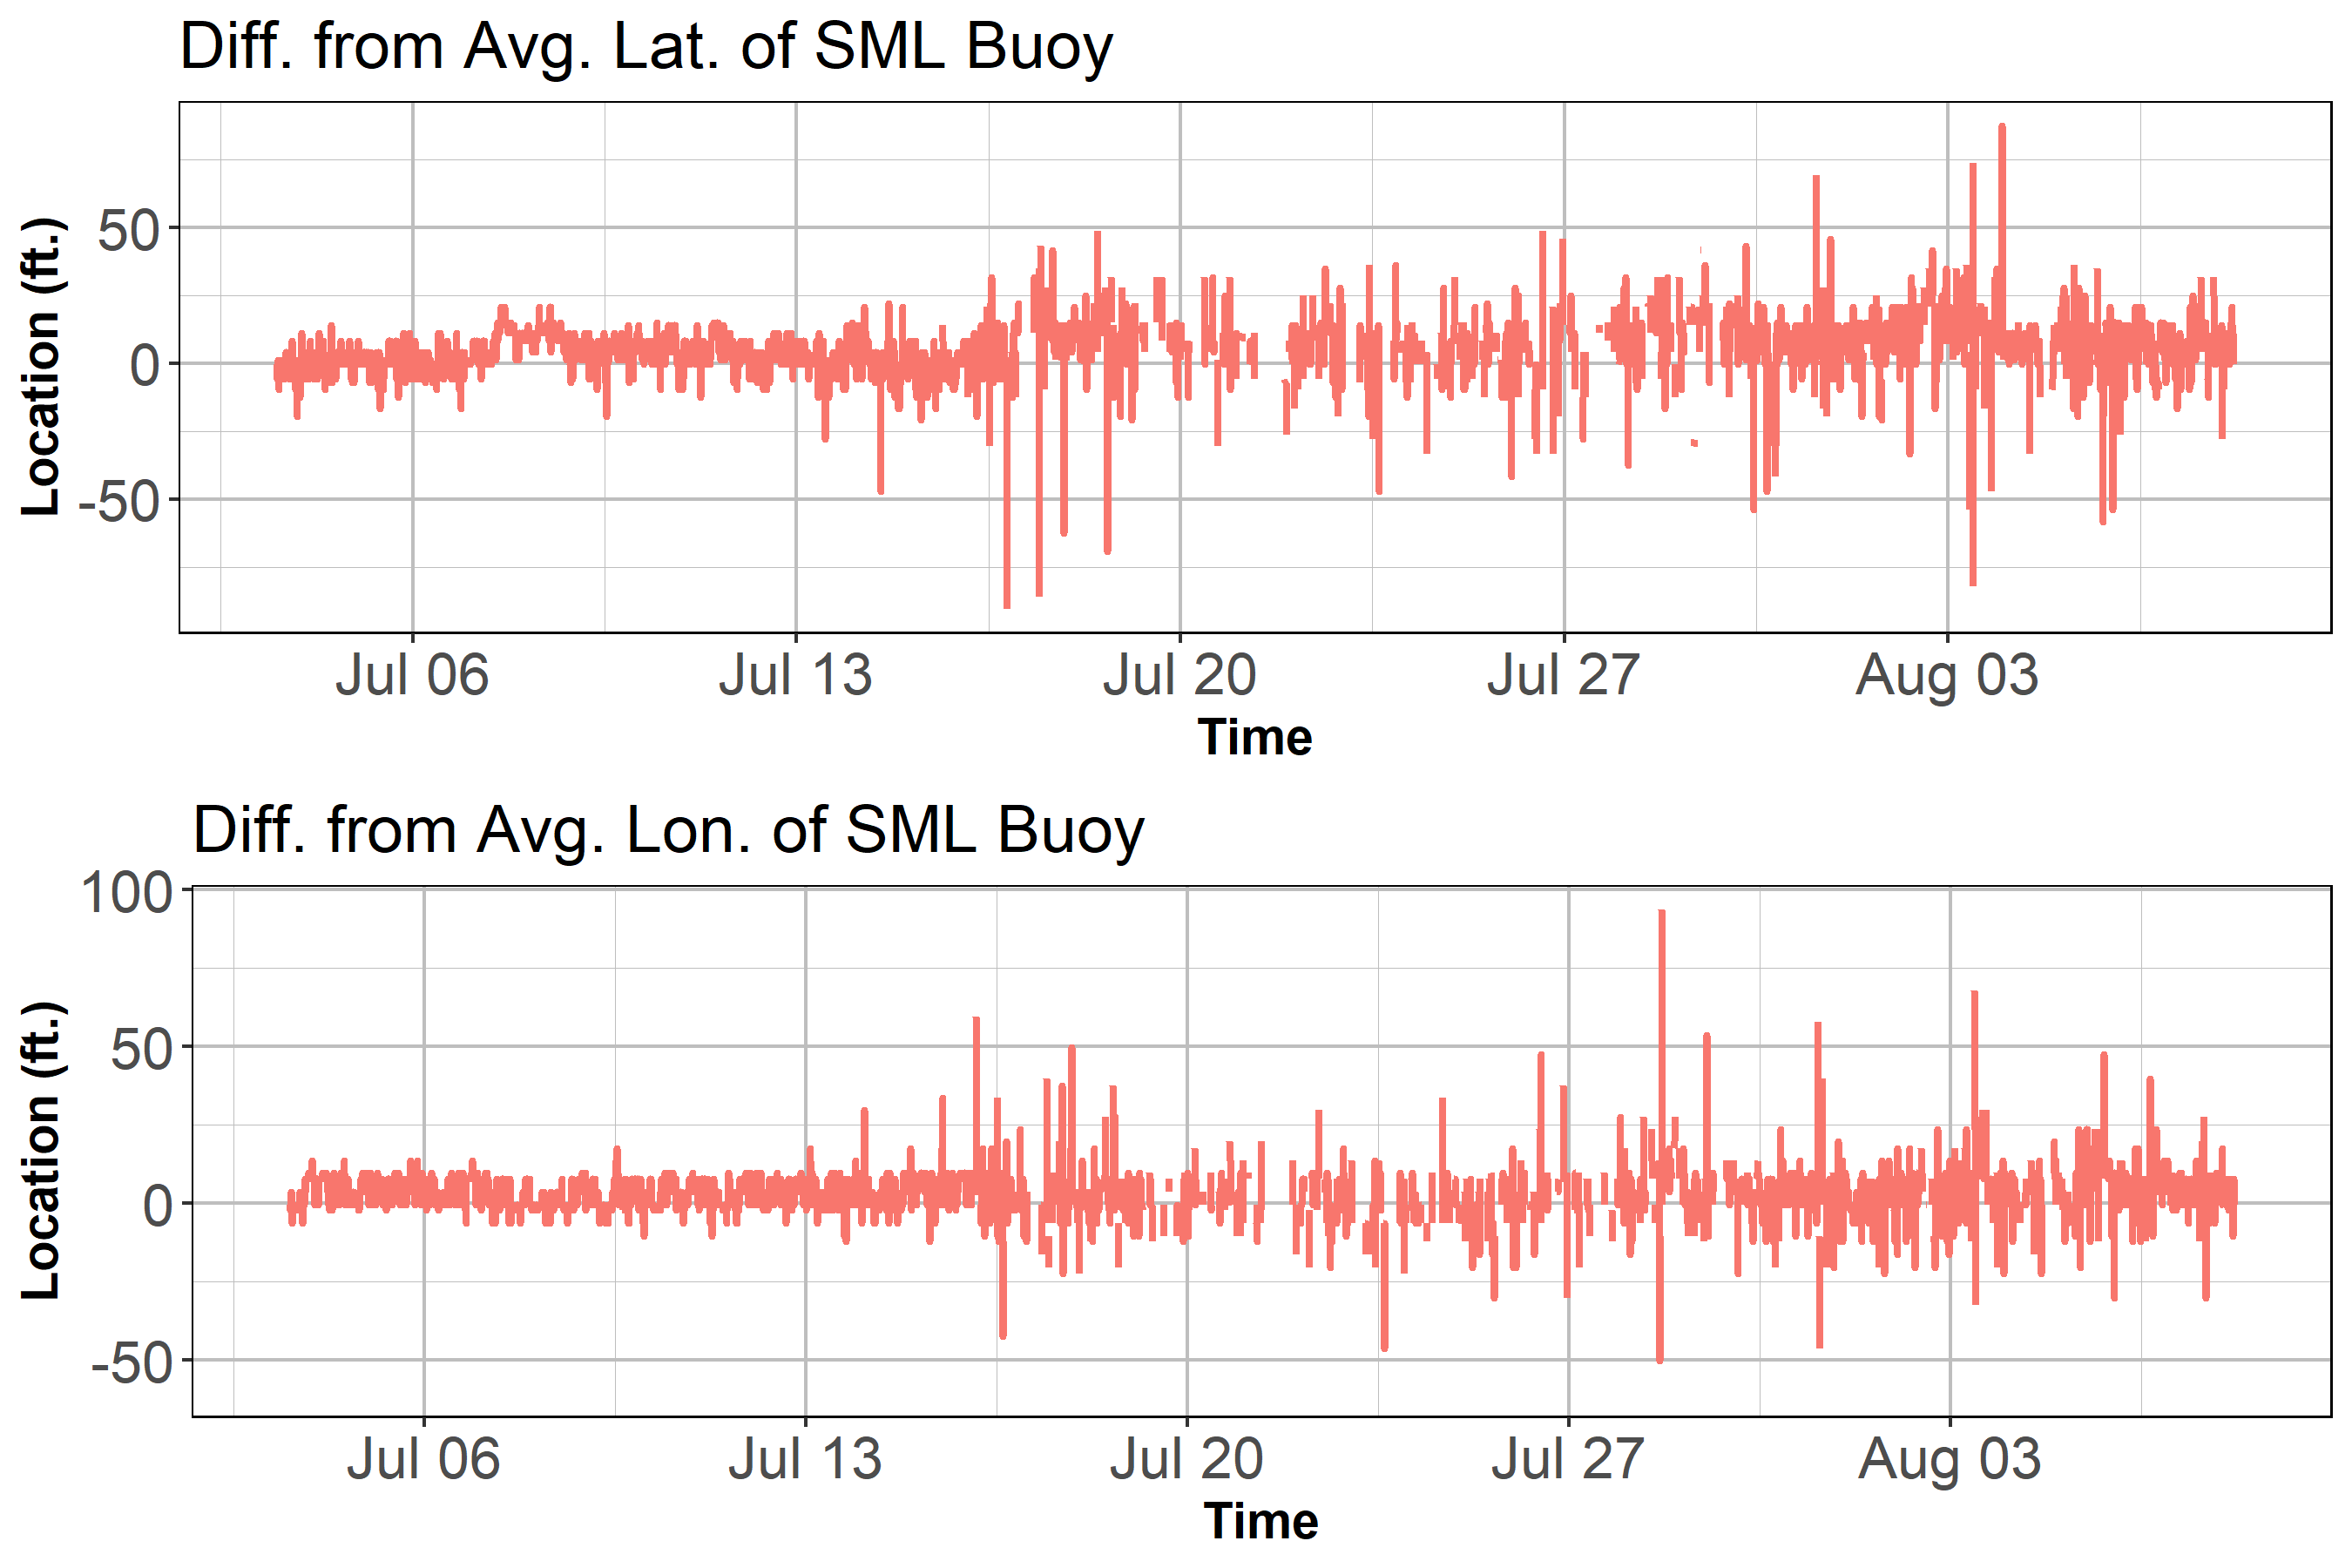 Diff. from Avg. Lat. of SML Buoy
Location (ft.)
50
0
-50
Jul 06 Jul 13 Jul 20 Jul 27 Aug 03
Time
Diff. from Avg. Lon. of SML Buoy
Location (ft.)
100
50
0
-50
Jul 06 Jul 13 Jul 20 Jul 27 Aug 03
Time